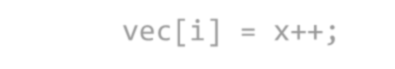 vec[i] = x++;